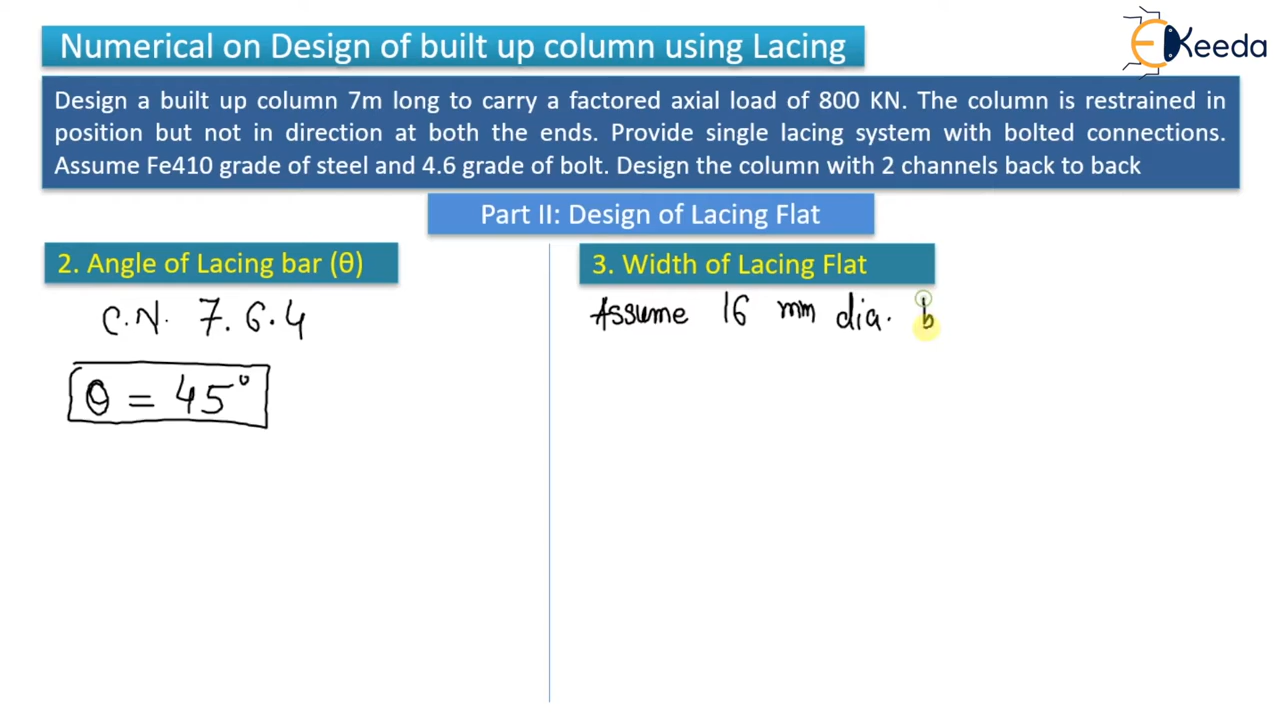 Numerical on Design of built up column using Lacing
EKeeda
Design a built up column 7m long to carry a factored axial load of 800 KN. The column is restrained in
position but not in direction at both the ends. Provide single lacing system with bolted connections.
Assume Fe410 grade of steel and 4.6 grade of bolt. Design the column with 2 channels back to back
Part II: Design of Lacing Flat
2. Angle of Lacing bar (θ)
C.N. 7.6.4
θ = 45°
3. Width of Lacing Flat
Assume 16 mm dia. b